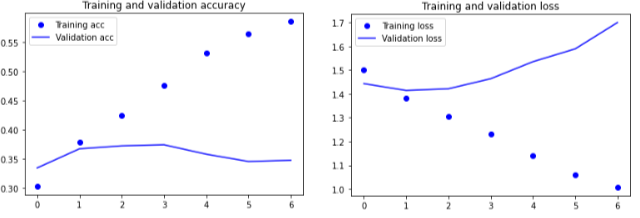 Training and validation accuracy
Training acc
Validation acc
0.55
0.50
0.45
0.40
0.35
0.30
0 1 2 3 4 5 6
Training and validation loss
Training loss
Validation loss
1.7
1.6
1.5
1.4
1.3
1.2
1.1
1.0
0 1 2 3 4 5 6